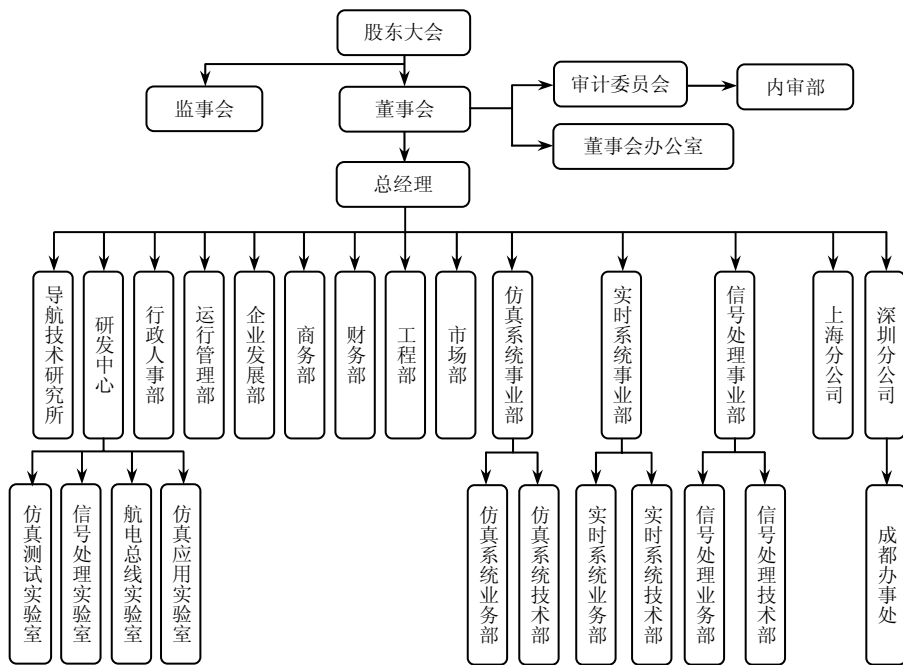 股东大会
监事会
董事会
审计委员会
内审部
董事会办公室
总经理
导航技术研究所
研发中心
行政人事部
运行管理部
企业发展部
商务部
财务部
工程部
市场部
仿真系统事业部
实时系统事业部
信号处理事业部
上海分公司
深圳分公司
仿真测试实验室
信号处理实验室
航电总线实验室
仿真应用实验室
仿真系统业务部
仿真系统技术部
实时系统业务部
实时系统技术部
信号处理业务部
信号处理技术部
成都办事处